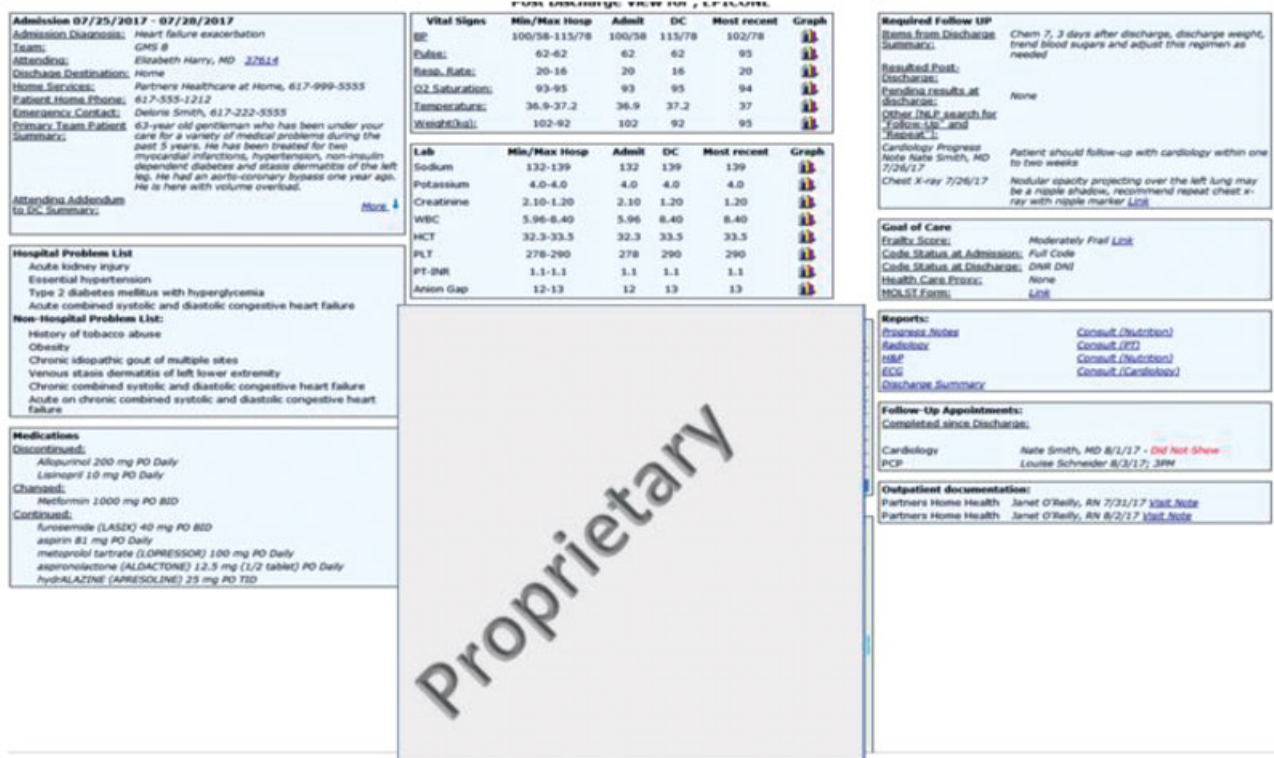 Post Discharge View for , EPICONE
Admission 07/25/2017 - 07/28/2017
Admission Diagnosis: Heart failure exacerbation
Team: GMS B
Attending: Elizabeth Harry, MD 37614
Dischage Destination: Home
Home Services: Partners Healthcare at Home, 617-999-5555
Patient Home Phone: 617-555-1212
Emergency Contact: Deloris Smith, 617-222-5555
Primary Team Patient Summary: 63-year old gentleman who has been under your
care for a variety of medical problems during the
past 5 years. He has been treated for two
myocardial infarctions, hypertension, non-insulin
dependent diabetes and stasis dermatitis of the left
leg. He had an aorto-coronary bypass one year ago.
He is here with volume overload.
Attending Addendum
to DC Summary: More
Hospital Problem List
Acute kidney injury
Essential hypertension
Type 2 diabetes mellitus with hyperglycemia
Acute combined systolic and diastolic congestive heart failure
Non-Hospital Problem List:
History of tobacco abuse
Obesity
Chronic idiopathic gout of multiple sites
Venous stasis dermatitis of left lower extremity
Chronic combined systolic and diastolic congestive heart failure
Acute on chronic combined systolic and diastolic congestive heart
failure
Medications
Discontinued:
Allopurinol 200 mg PO Daily
Lisinopril 10 mg PO Daily
Changed:
Metformin 1000 mg PO BID
Continued:
furosemide (LASIX) 40 mg PO BID
aspirin 81 mg PO Daily
metoprolol tartrate (LOPRESSOR) 100 mg PO Daily
aspironolactone (ALDACTONE) 12.5 mg (1/2 tablet) PO Daily
hydrALAZINE (APRESOLINE) 25 mg PO TID
Vital Signs Min/Max Hosp Admit DC Most recent Graph
BP 100/58-115/78 100/58 115/78 102/78
Pulse: 62-62 62 62 95
Resp. Rate: 20-16 20 16 20
O2 Saturation: 93-95 93 95 94
Temperature: 36.9-37.2 36.9 37.2 37
Weight(kg): 102-92 102 92 95
Lab Min/Max Hosp Admit DC Most recent Graph
Sodium 132-139 132 139 139
Potassium 4.0-4.0 4.0 4.0 4.0
Creatinine 2.10-1.20 2.10 1.20 1.20
WBC 5.96-8.40 5.96 8.40 8.40
HCT 32.3-33.5 32.3 33.5 33.5
PLT 278-290 278 290 290
PT-INR 1.1-1.1 1.1 1.1 1.1
Anion Gap 12-13 12 13 13
Proprietary
Required Follow UP
Items from Discharge Summary: Chem 7, 3 days after discharge, discharge weight,
trend blood sugars and adjust this regimen as
needed
Resulted Post-
Discharge:
Pending results at
discharge: None
Other (NLP search for
"Follow-Up" and
"Repeat"):
Cardiology Progress
Note Nate Smith, MD
7/26/17 Patient should follow-up with cardiology within one
to two weeks
Chest X-ray 7/26/17 Nodular opacity projecting over the left lung may
be a nipple shadow, recommend repeat chest x-
ray with nipple marker Link
Goal of Care
Frailty Score: Moderately Frail Link
Code Status at Admission: Full Code
Code Status at Discharge: DNR DNI
Health Care Proxy: None
MOLST Form: Link
Reports:
Progress Notes Consult (Nutrition)
Radiology Consult (PT)
H&P Consult (Nutrition)
ECG Consult (Cardiology)
Discharge Summary
Follow-Up Appointments:
Completed since Discharge:
Cardiology Nate Smith, MD 8/1/17 - Did Not Show
PCP Louise Schneider 8/3/17; 3PM
Outpatient documentation:
Partners Home Health Janet O'Reilly, RN 7/31/17 Visit Note
Partners Home Health Janet O'Reilly, RN 8/2/17 Visit Note